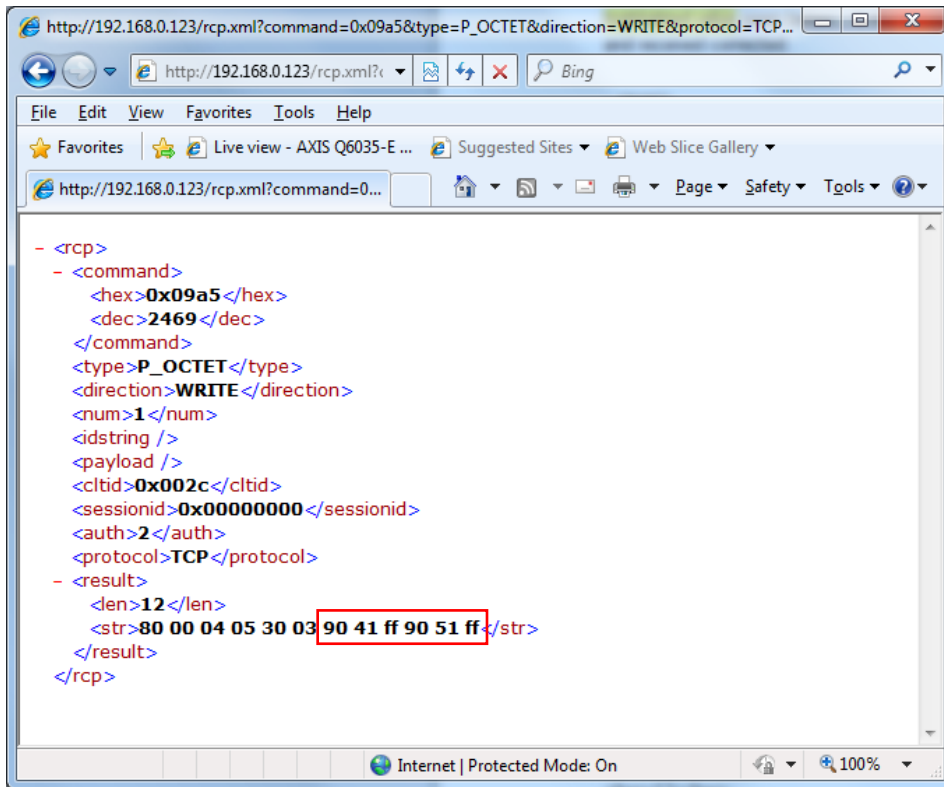 http://192.168.0.123/rcp.xml?command=0x09a5&type=P_OCTET&direction=WRITE&protocol=TCP...
http://192.168.0.123/rcp.xml?c
Bing
File Edit View Favorites Tools Help
Favorites Live view - AXIS Q6035-E ... Suggested Sites Web Slice Gallery
http://192.168.0.123/rcp.xml?command=0... Page Safety Tools
- <rcp>
- <command>
<hex>0x09a5</hex>
<dec>2469</dec>
</command>
<type>P_OCTET</type>
<direction>WRITE</direction>
<num>1</num>
<idstring />
<payload />
<cltid>0x002c</cltid>
<sessionid>0x00000000</sessionid>
<auth>2</auth>
<protocol>TCP</protocol>
- <result>
<len>12</len>
<str>80 00 04 05 30 03 90 41 ff 90 51 ff</str>
</result>
</rcp>
Internet | Protected Mode: On 100%